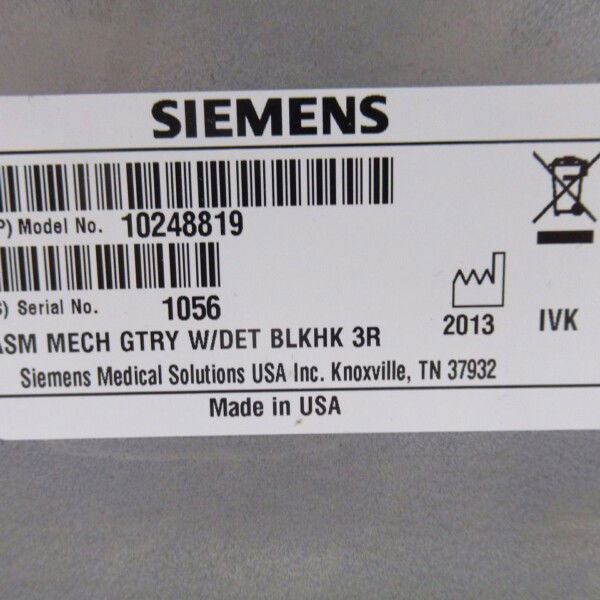 SIEMENS
P) Model No. 10248819
S) Serial No. 1056
ASM MECH GTRY W/DET BLKHK 3R
2013
IVK
Siemens Medical Solutions USA Inc. Knoxville, TN 37932
Made in USA